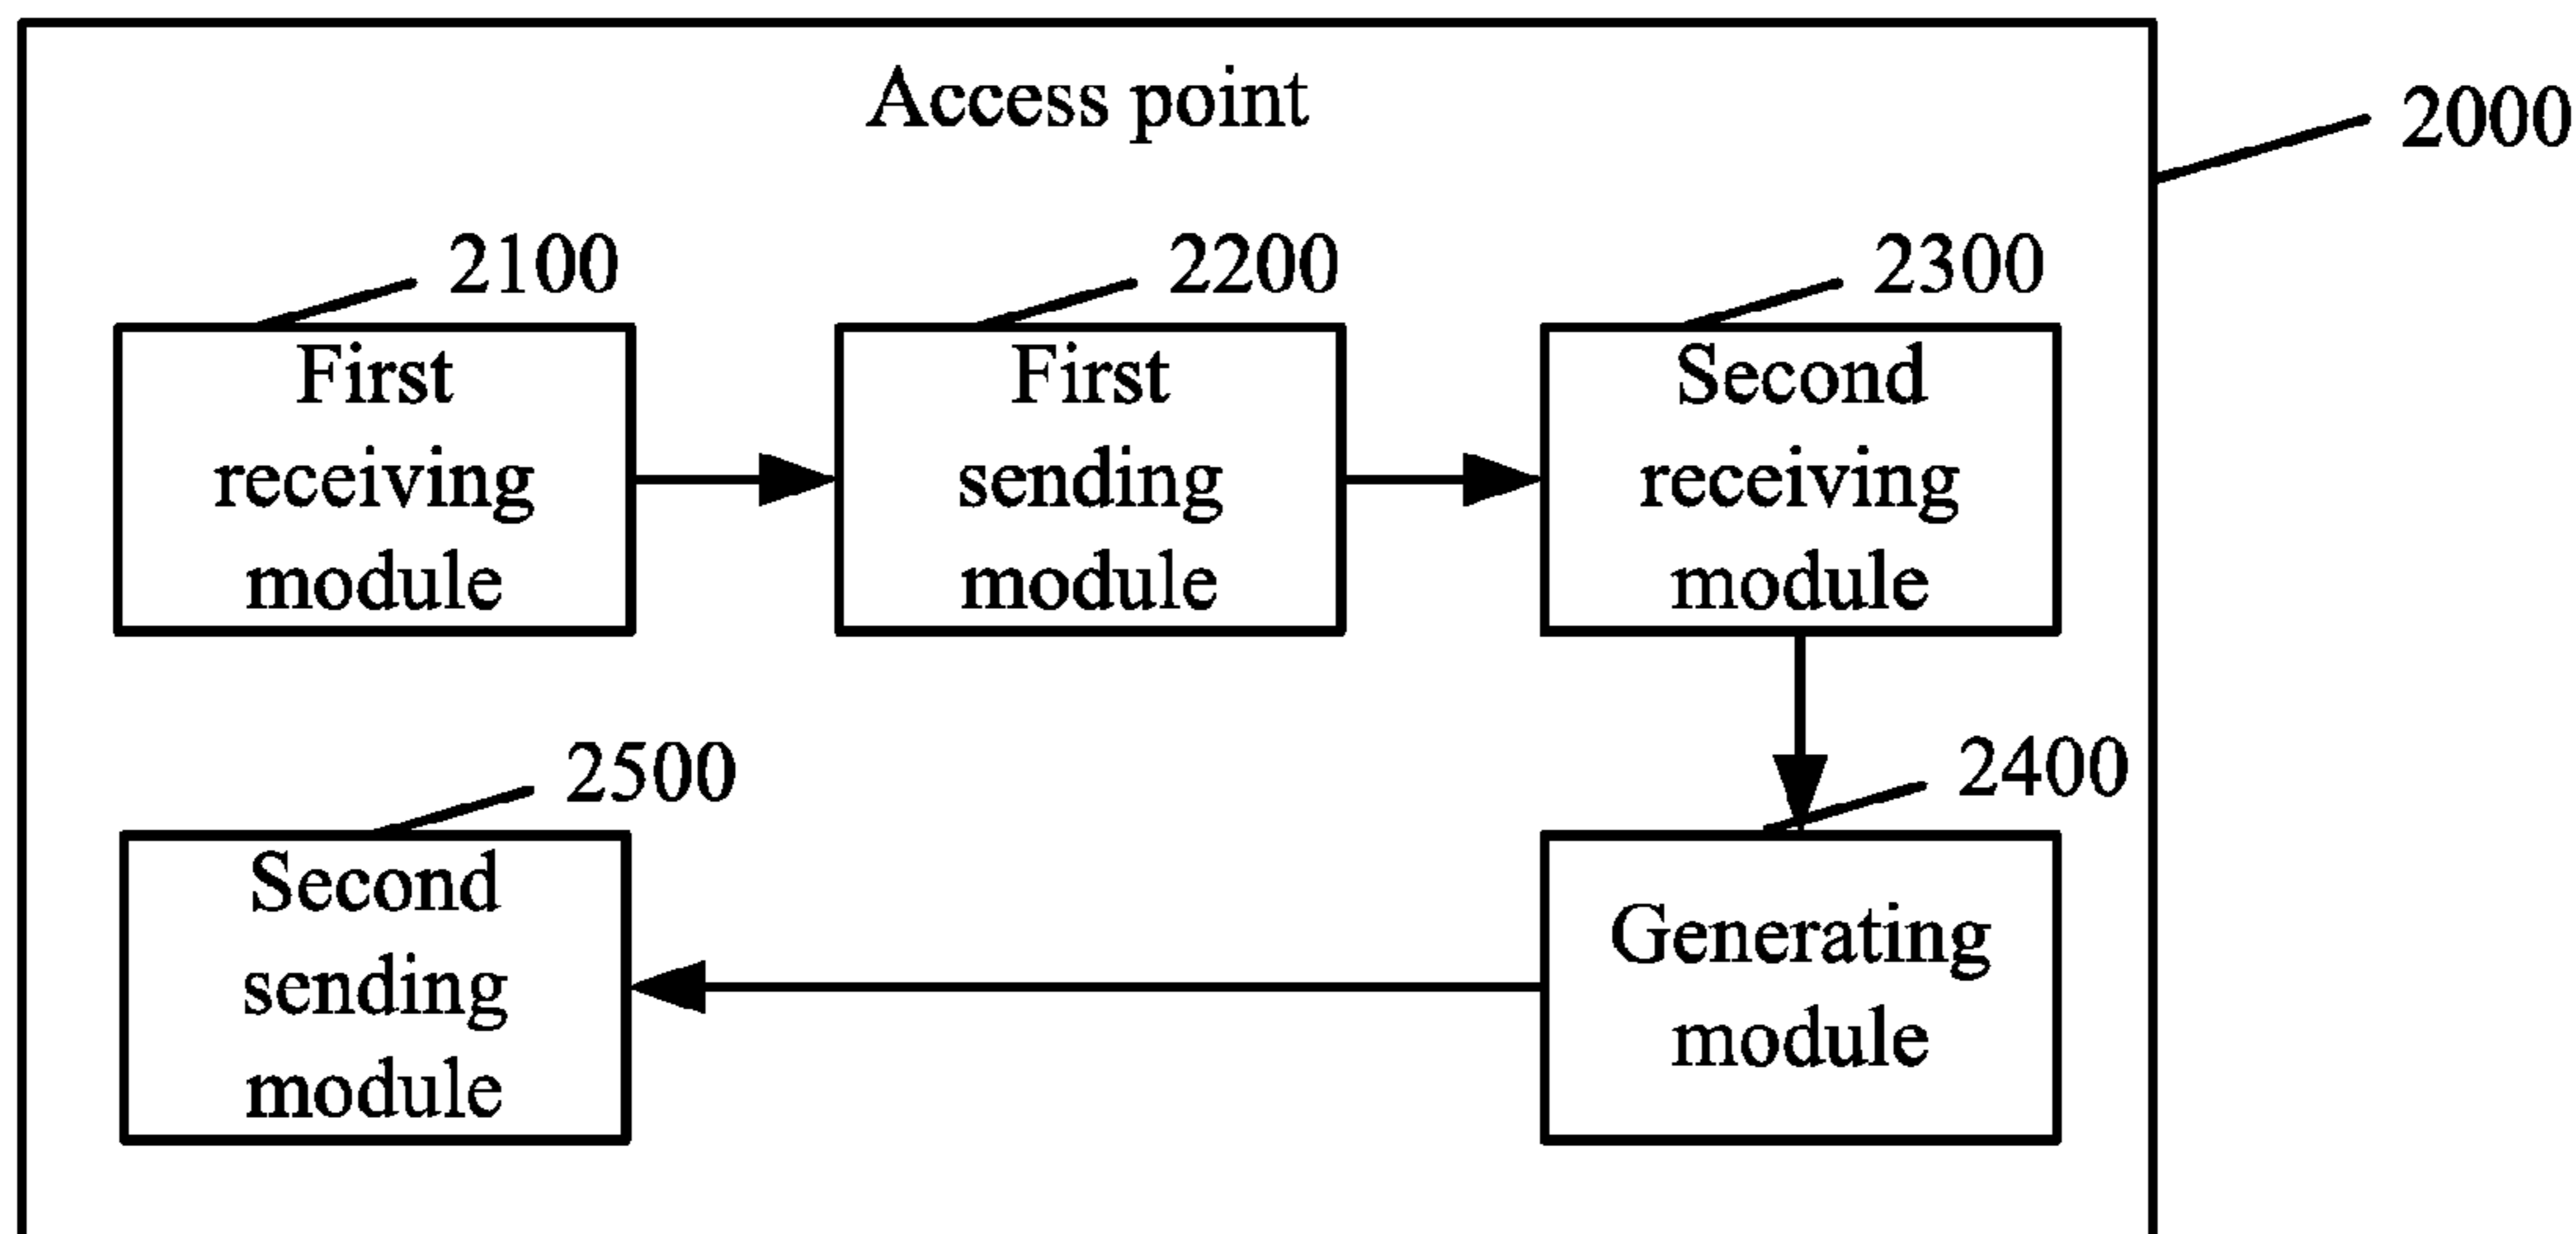 Access point
2000
2100
2200
2300
First
receiving
module
First
sending
module
Second
receiving
module
2500
2400
Second
sending
module
Generating
module